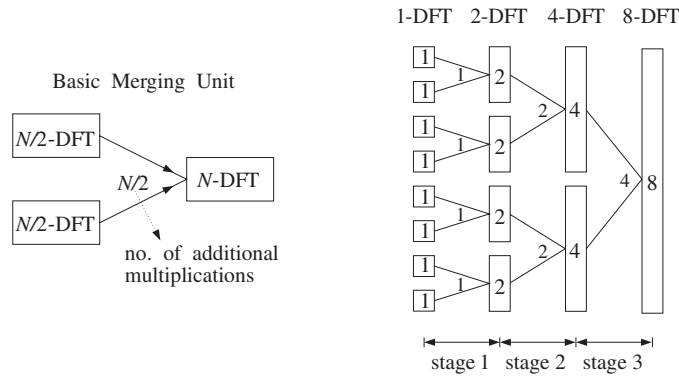 Basic Merging Unit
N/2-DFT
N/2-DFT
N/2
N-DFT
no. of additional
multiplications
1-DFT 2-DFT 4-DFT 8-DFT
1
1
1
2
1
1
1
2
2
4
1
1
1
2
1
1
1
2
2
4
4
8
stage 1 stage 2 stage 3